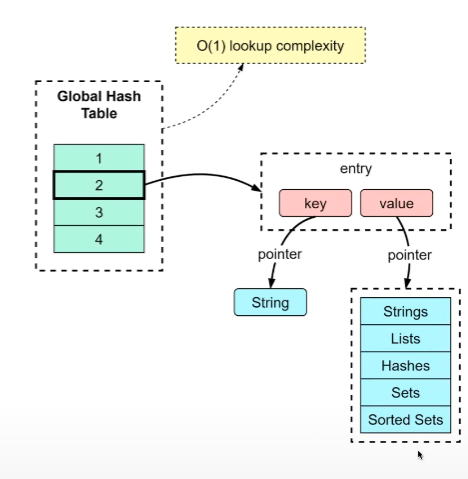 O(1) lookup complexity
Global Hash
Table
1
2
3
4
entry
key
value
pointer
pointer
String
Strings
Lists
Hashes
Sets
Sorted Sets